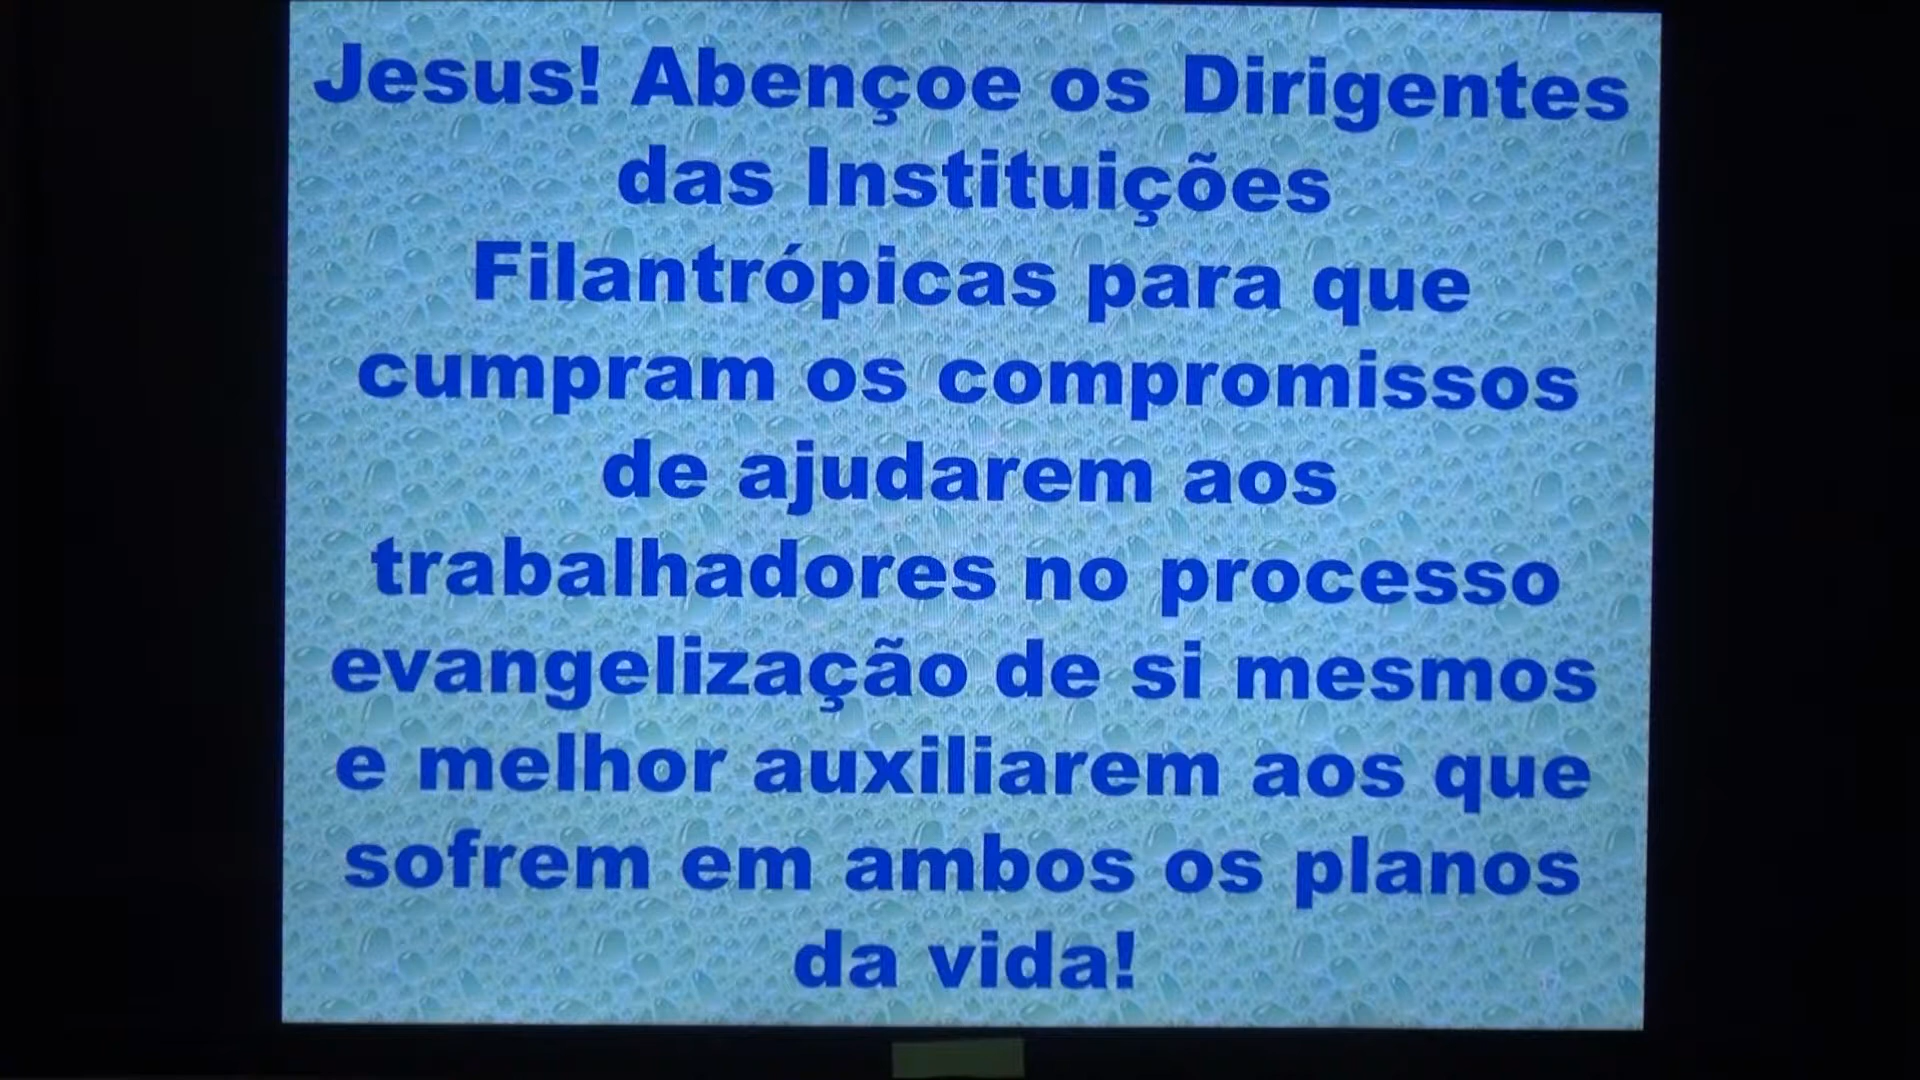 Jesus! Abençoe os Dirigentes
das Instituições
Filantrópicas para que
cumpram os compromissos
de ajudarem aos
trabalhadores no processo
evangelização de si mesmos
e melhor auxiliarem aos que
sofrem em ambos os planos
da vida!